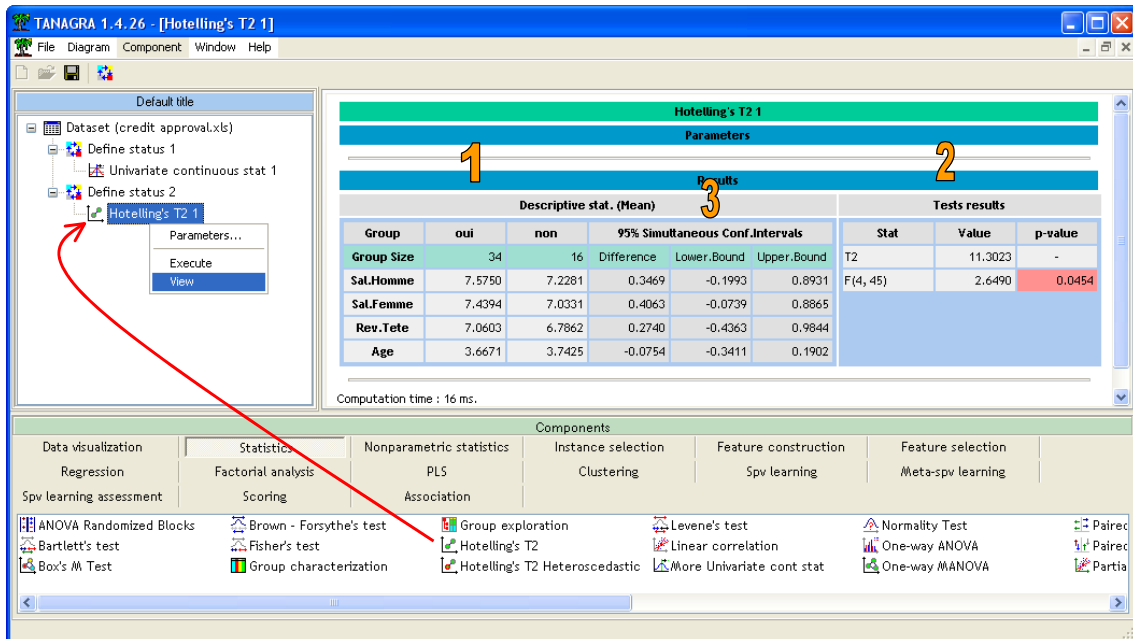 TANAGRA 1.4.26 - [Hotelling's T2 1]
File Diagram Component Window Help
Default title
Dataset (credit approval.xls)
Define status 1
Univariate continuous stat 1
Define status 2
Hotelling's T2 1
Parameters...
Execute
View
Hotelling's T2 1
Parameters
1
2
Results
3
Descriptive stat. (Mean) Tests results
Group oui non 95% Simultaneous Conf.Intervals Stat Value p-value
Group Size 34 16 Difference Lower.Bound Upper.Bound T2 11.3023 -
Sal.Homme 7.5750 7.2281 0.3469 -0.1993 0.8931 F(4, 45) 2.6490 0.0454
Sal.Femme 7.4394 7.0331 0.4063 -0.0739 0.8865
Rev.Tete 7.0603 6.7862 0.2740 -0.4363 0.9844
Age 3.6671 3.7425 -0.0754 -0.3411 0.1902
Computation time : 16 ms.
Components
Data visualization Statistics Nonparametric statistics Instance selection Feature construction Feature selection
Regression Factorial analysis PLS Clustering Spv learning Meta-spv learning
Spv learning assessment Scoring Association
ANOVA Randomized Blocks Brown - Forsythe's test Group exploration Levene's test Normality Test Paired
Bartlett's test Fisher's test Hotelling's T2 Linear correlation One-way ANOVA Paired
Box's M Test Group characterization Hotelling's T2 Heteroscedastic More Univariate cont stat One-way MANOVA Partia